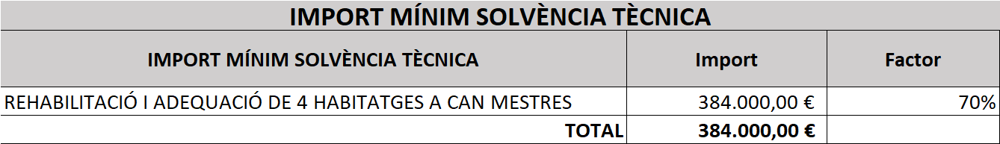 IMPORT MÍNIM SOLVÈNCIA TÈCNICA
IMPORT MÍNIM SOLVÈNCIA TÈCNICA Import Factor
REHABILITACIÓ I ADEQUACIÓ DE 4 HABITATGES A CAN MESTRES 384.000,00 € 70%
TOTAL 384.000,00 €